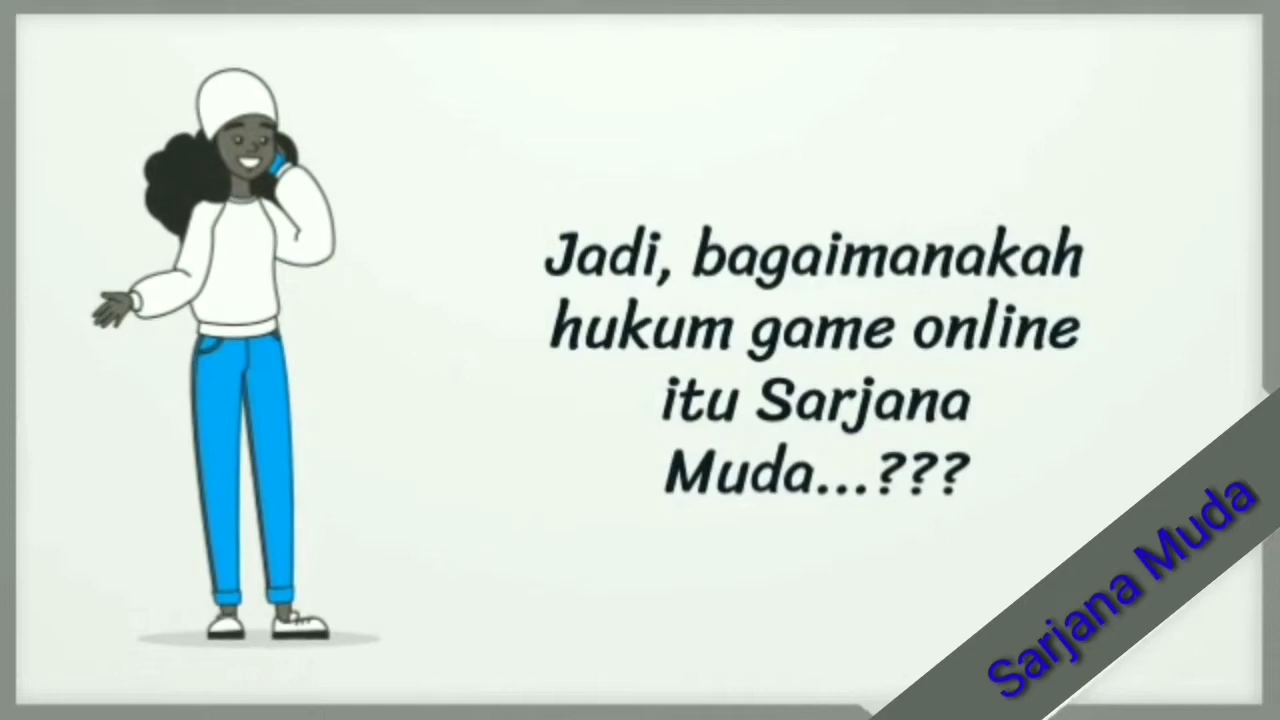 Jadi, bagaimanakah
hukum game online
itu Sarjana
Muda...???
Sarjana Muda